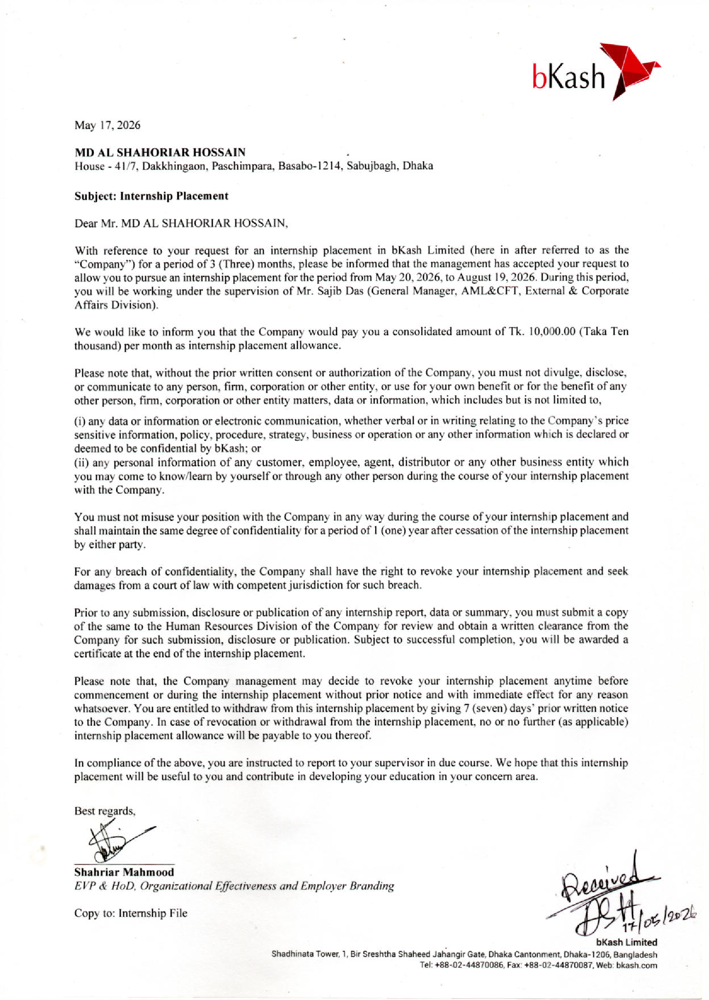 bKash
May 17, 2026
MD AL SHAHORIAR HOSSAIN
House - 41/7, Dakkhingaon, Paschimpara, Basabo-1214, Sabujbagh, Dhaka
Subject: Internship Placement
Dear Mr. MD AL SHAHORIAR HOSSAIN,
With reference to your request for an internship placement in bKash Limited (here in after referred to as the
“Company”) for a period of 3 (Three) months, please be informed that the management has accepted your request to
allow you to pursue an internship placement for the period from May 20, 2026, to August 19, 2026. During this period,
you will be working under the supervision of Mr. Sajib Das (General Manager, AML&CFT, External & Corporate
Affairs Division).
We would like to inform you that the Company would pay you a consolidated amount of Tk. 10,000.00 (Taka Ten
thousand) per month as internship placement allowance.
Please note that, without the prior written consent or authorization of the Company, you must not divulge, disclose,
or communicate to any person, firm, corporation or other entity, or use for your own benefit or for the benefit of any
other person, firm, corporation or other entity matters, data or information, which includes but is not limited to,
(i) any data or information or electronic communication, whether verbal or in writing relating to the Company’s price
sensitive information, policy, procedure, strategy, business or operation or any other information which is declared or
deemed to be confidential by bKash; or
(ii) any personal information of any customer, employee, agent, distributor or any other business entity which
you may come to know/learn by yourself or through any other person during the course of your internship placement
with the Company.
You must not misuse your position with the Company in any way during the course of your internship placement and
shall maintain the same degree of confidentiality for a period of 1 (one) year after cessation of the internship placement
by either party.
For any breach of confidentiality, the Company shall have the right to revoke your internship placement and seek
damages from a court of law with competent jurisdiction for such breach.
Prior to any submission, disclosure or publication of any internship report, data or summary, you must submit a copy
of the same to the Human Resources Division of the Company for review and obtain a written clearance from the
Company for such submission, disclosure or publication. Subject to successful completion, you will be awarded a
certificate at the end of the internship placement.
Please note that, the Company management may decide to revoke your internship placement anytime before
commencement or during the internship placement without prior notice and with immediate effect for any reason
whatsoever. You are entitled to withdraw from this internship placement by giving 7 (seven) days’ prior written notice
to the Company. In case of revocation or withdrawal from the internship placement, no or no further (as applicable)
internship placement allowance will be payable to you thereof.
In compliance of the above, you are instructed to report to your supervisor in due course. We hope that this internship
placement will be useful to you and contribute in developing your education in your concern area.
Best regards,
Shahriar Mahmood
EVP & HoD, Organizational Effectiveness and Employer Branding
Copy to: Internship File
Received
17/05/2026
bKash Limited
Shadhinata Tower, 1, Bir Sreshtha Shaheed Jahangir Gate, Dhaka Cantonment, Dhaka-1206, Bangladesh
Tel: +88-02-44870086, Fax: +88-02-44870087, Web: bkash.com